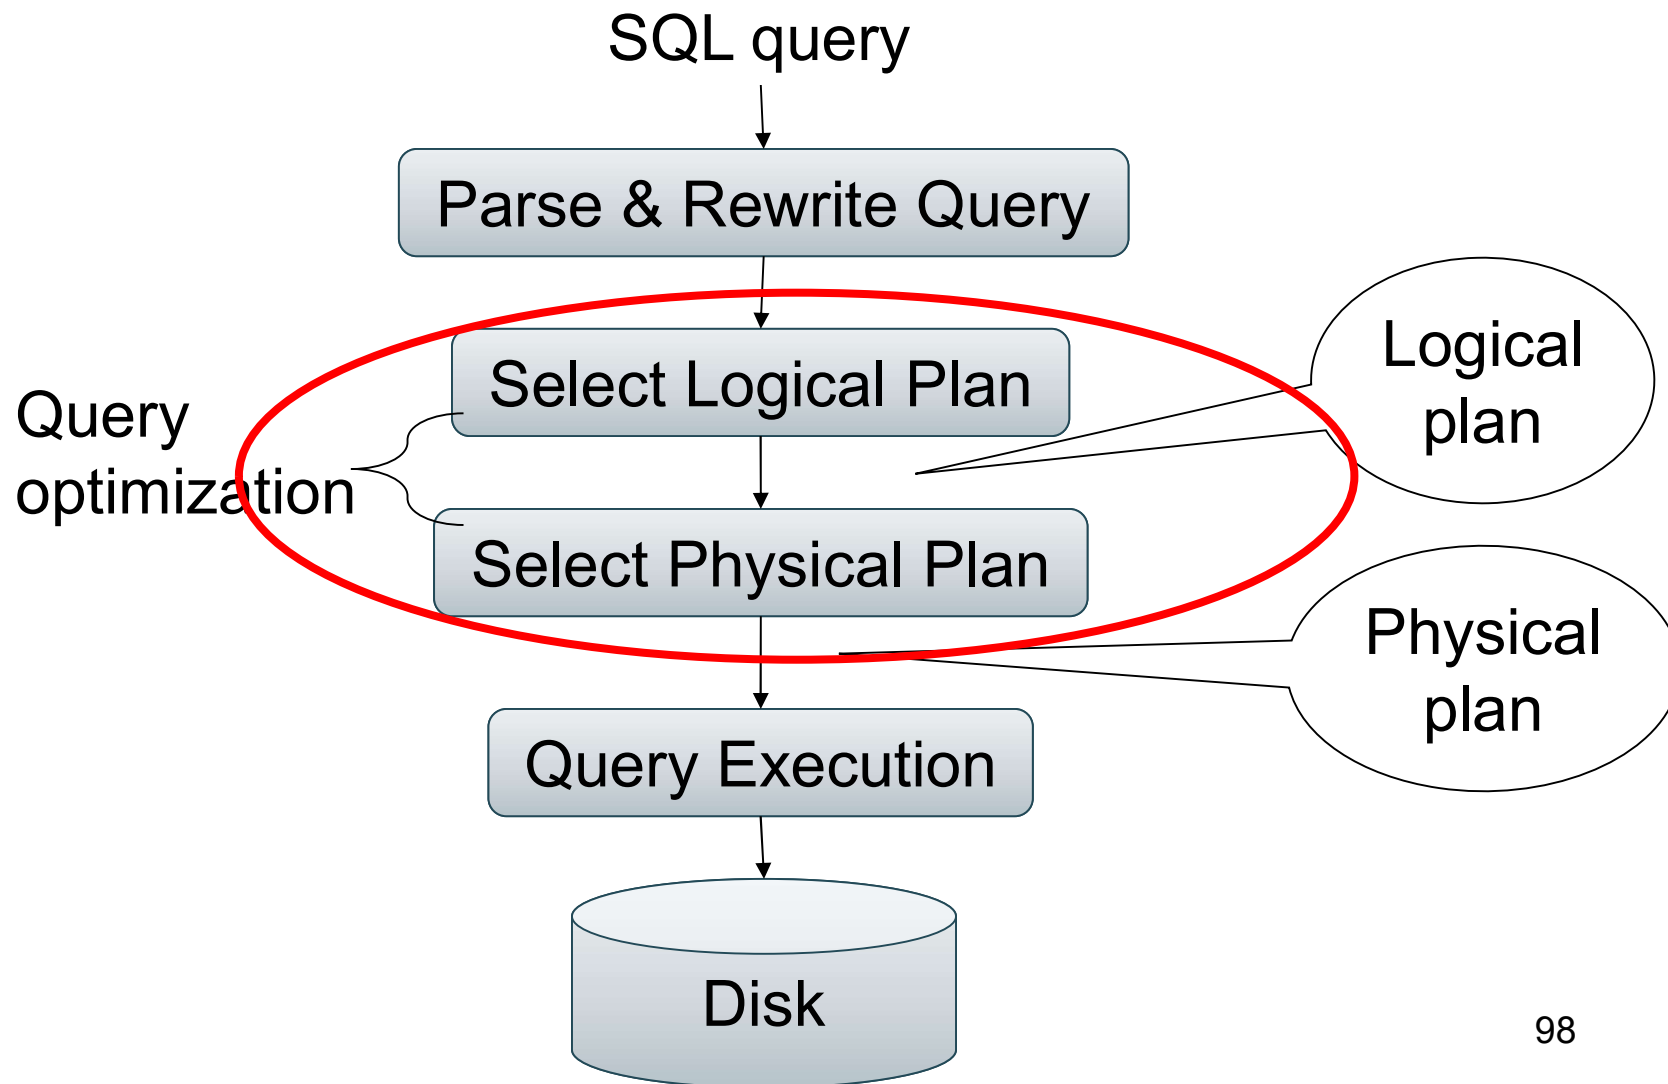 SQL query
Parse & Rewrite Query
Select Logical Plan
Logical
plan
Query
optimization
Select Physical Plan
Physical
plan
Query Execution
Disk
98